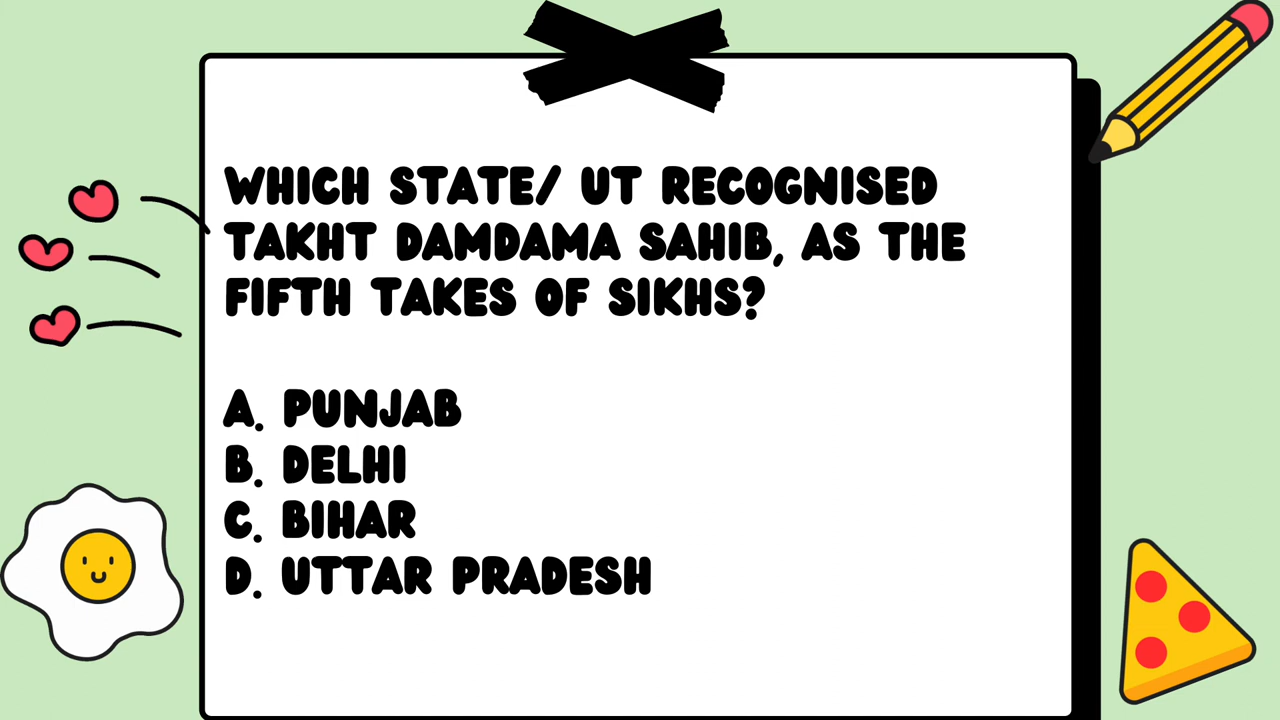 WHICH STATE/ UT RECOGNISED
TAKHT DAMDAMA SAHIB, AS THE
FIFTH TAKES OF SIKHS?
A. PUNJAB
B. DELHI
C. BIHAR
D. UTTAR PRADESH